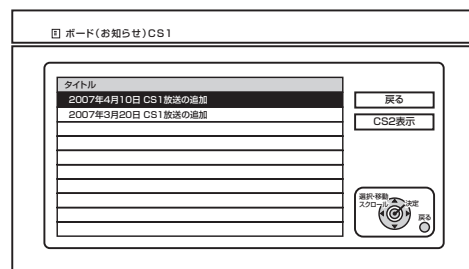 ボード(お知らせ)CS1
タイトル
2007年4月10日 CS1放送の追加
2007年3月20日 CS1放送の追加
戻る
CS2表示
選択・移動
スクロール
決定
戻る